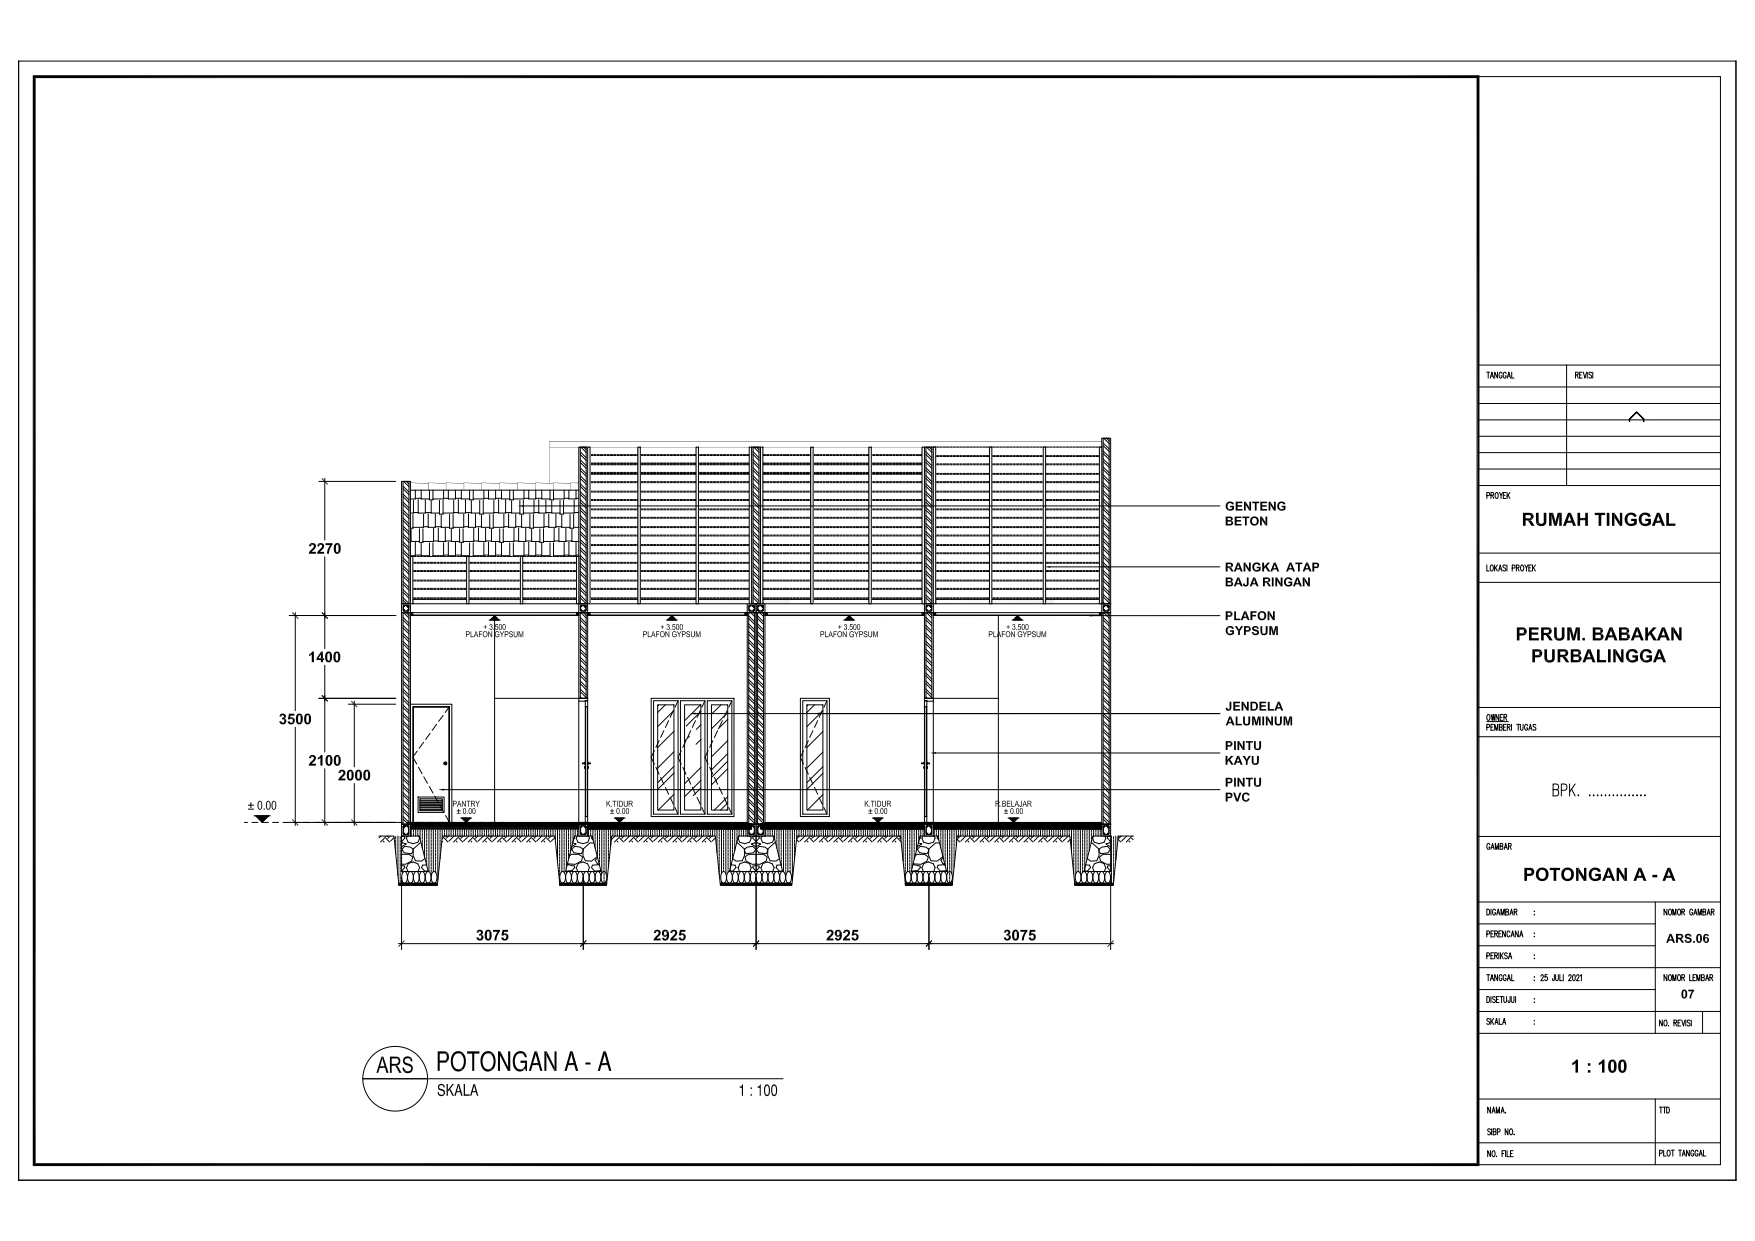 GENTENG
BETON
RANGKA ATAP
BAJA RINGAN
PLAFON
GYPSUM
JENDELA
ALUMINUM
PINTU
KAYU
PINTU
PVC
2270
1400
3500
2100
2000
± 0.00
+ 3.500
PLAFON GYPSUM
+ 3.500
PLAFON GYPSUM
+ 3.500
PLAFON GYPSUM
+ 3.500
PLAFON GYPSUM
PANTRY
± 0.00
K.TIDUR
± 0.00
K.TIDUR
± 0.00
R.BELAJAR
± 0.00
3075
2925
2925
3075
ARS
POTONGAN A - A
SKALA 1 : 100
TANGGAL REVISI
PROYEK
RUMAH TINGGAL
LOKASI PROYEK
PERUM. BABAKAN
PURBALINGGA
OWNER
PEMBERI TUGAS
BPK. ...............
GAMBAR
POTONGAN A - A
DIGAMBAR :
PERENCANA :
PERIKSA :
TANGGAL : 25 JULI 2021
DISETUJUI :
SKALA :
NOMOR GAMBAR
ARS.06
NOMOR LEMBAR
07
NO. REVISI
1 : 100
NAMA.
SIBP NO.
TTD
NO. FILE
PLOT TANGGAL